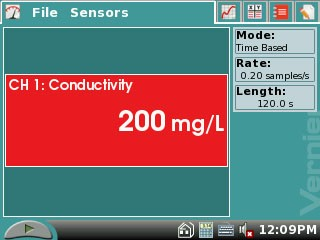 File Sensors
Mode:
Time Based
Rate:
0.20 samples/s
Length:
120.0 s
CH 1: Conductivity
200 mg/L
Vernier
12:09PM